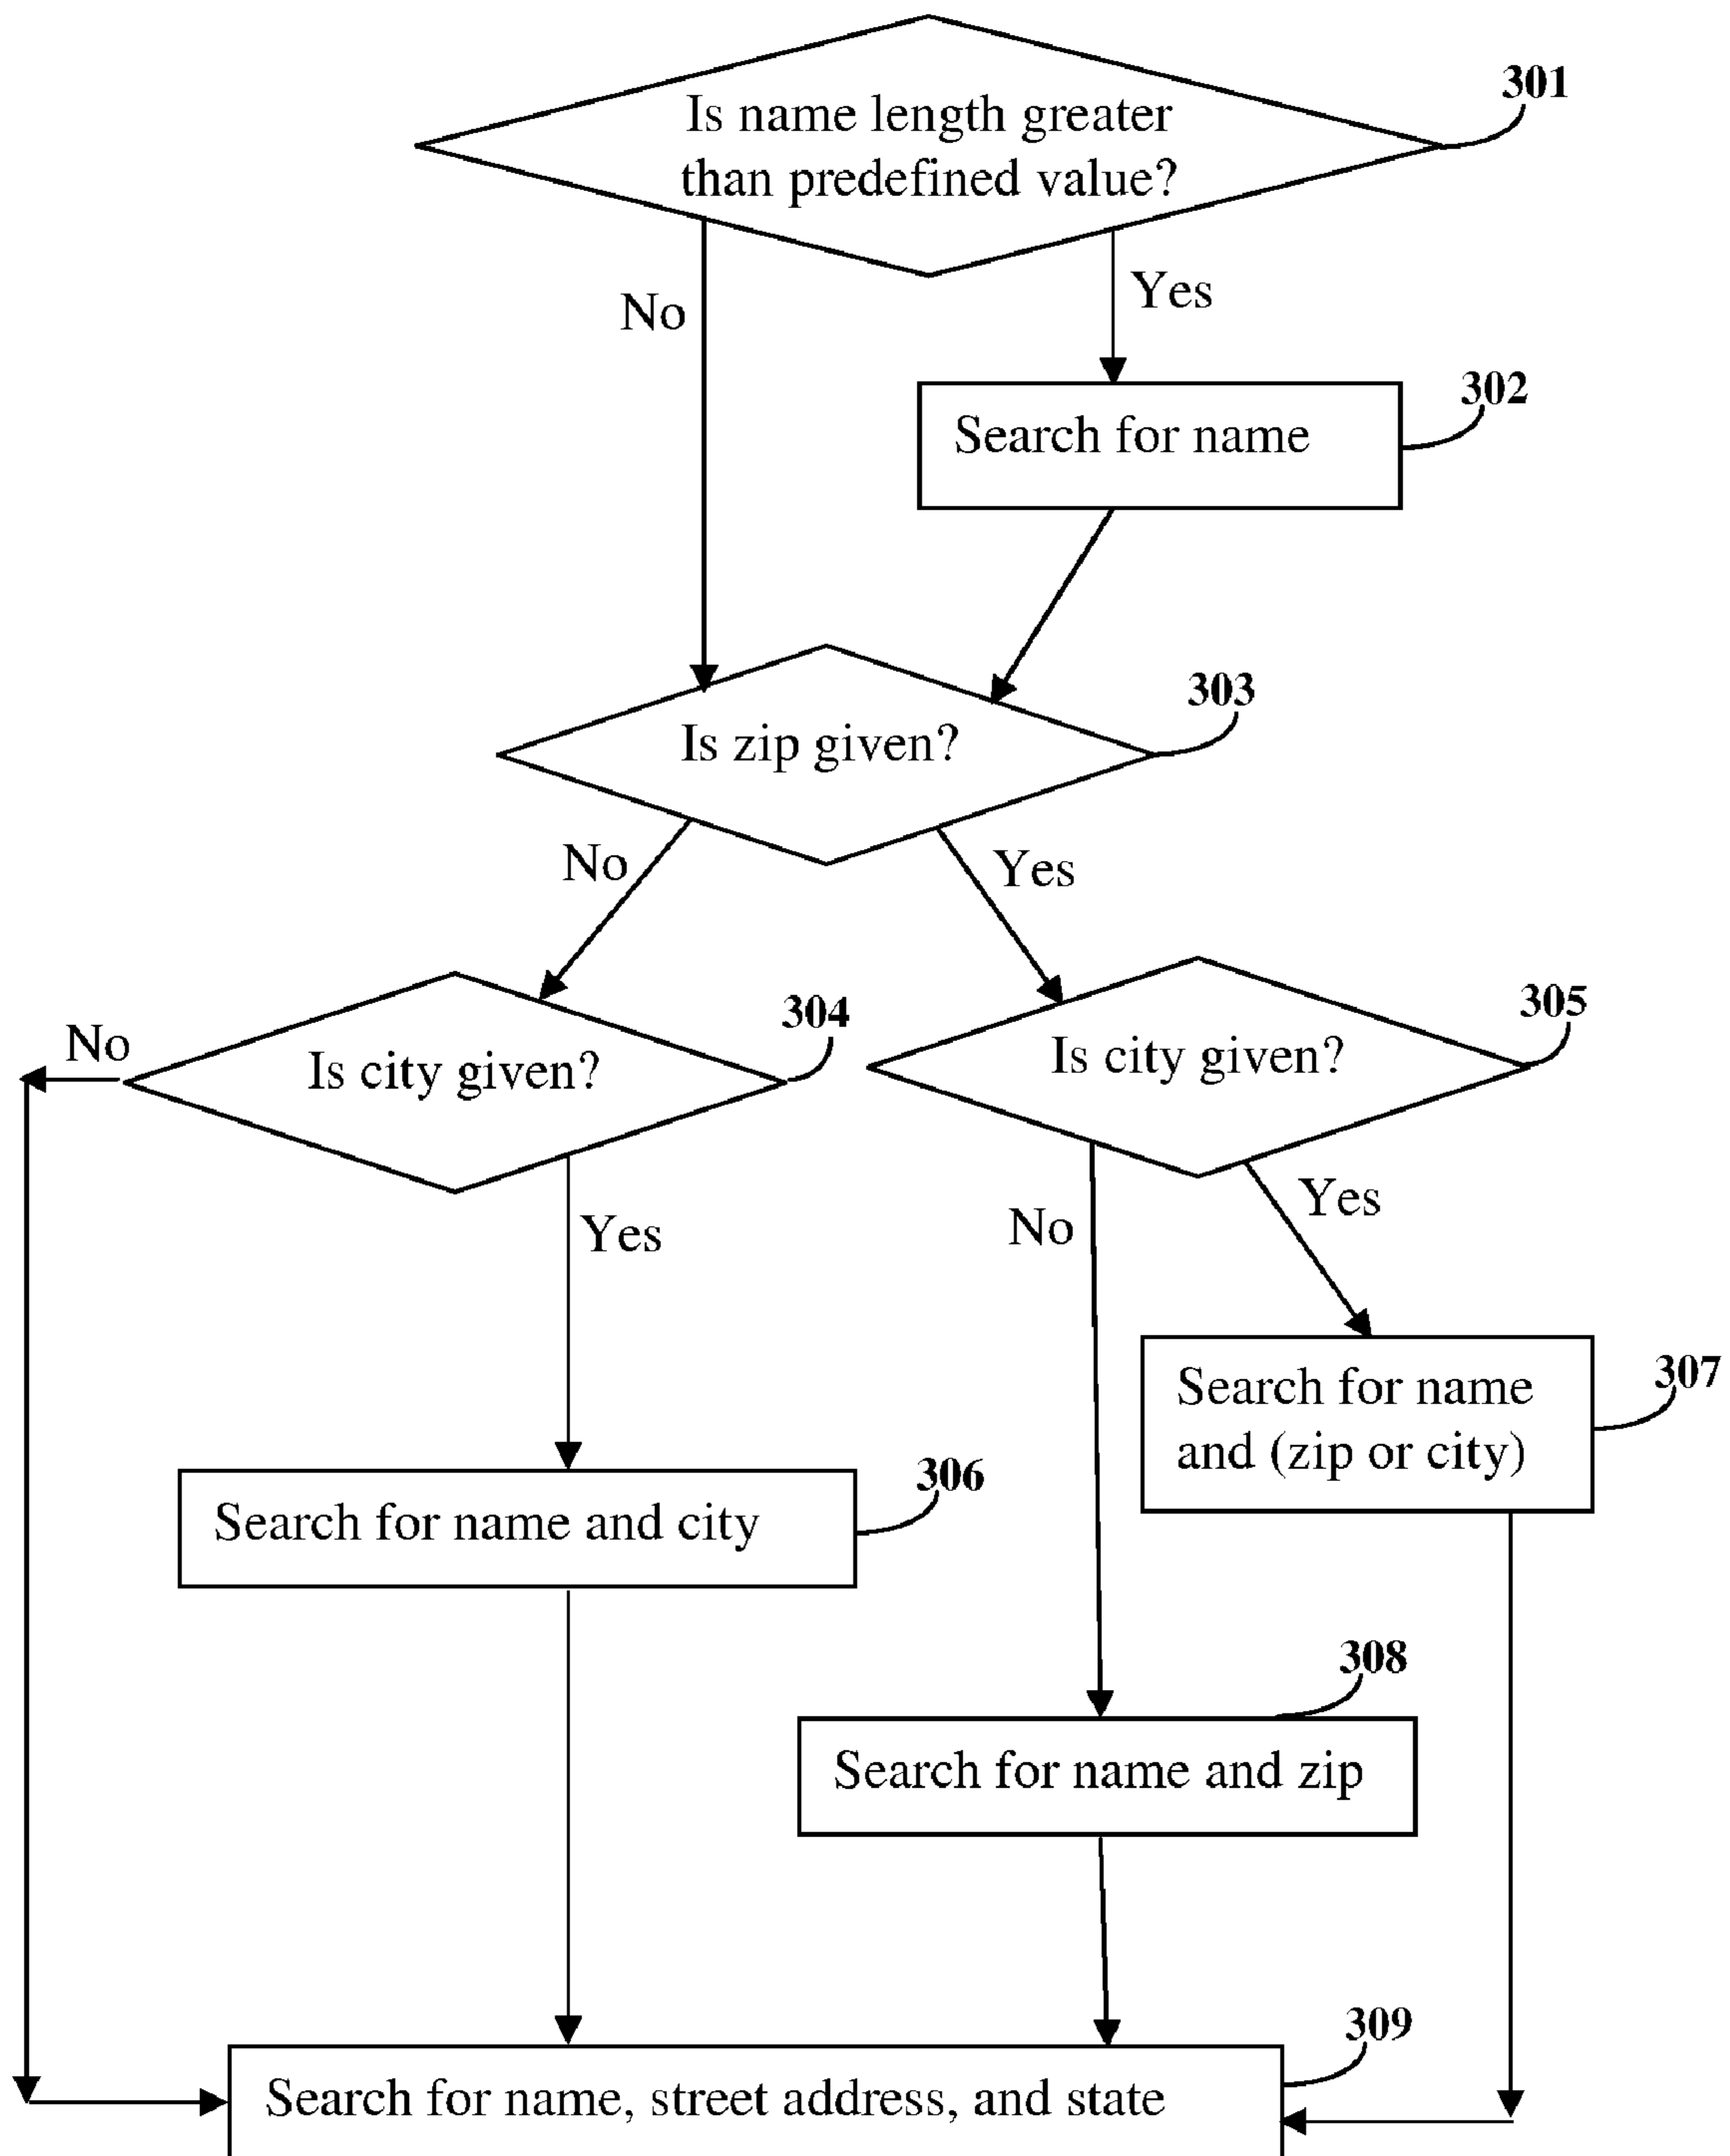 301
Is name length greater
than predefined value?
No
Yes
302
Search for name
303
Is zip given?
No
Yes
304
305
No
Is city given?
Is city given?
Yes
No
Yes
307
Search for name
and (zip or city)
306
Search for name and city
308
Search for name and zip
309
Search for name, street address, and state